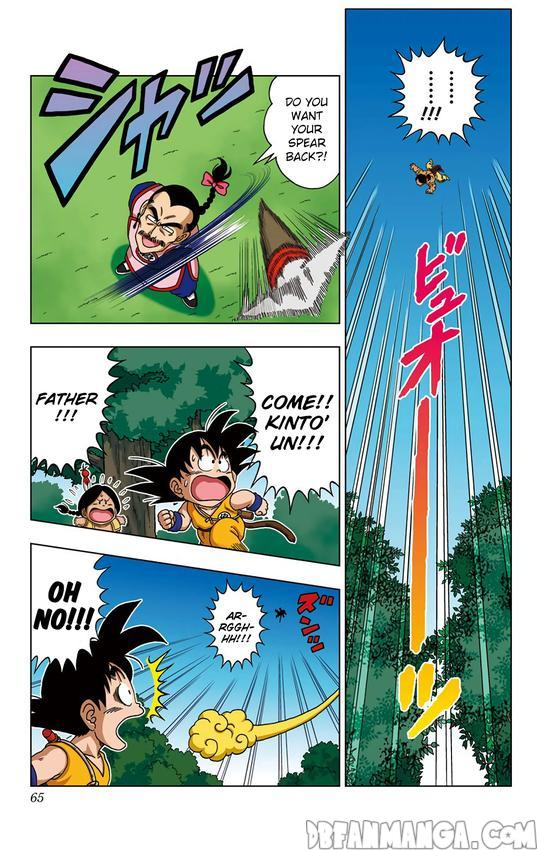 ⋮ ⋮
!!!
ビュオーーッ
DO YOU
WANT
YOUR
SPEAR
BACK?!
シャッ
COME!!
KINTO'
UN!!!
FATHER
!!!
ズンッ
AR-
RGGH-
HH!!!
OH
NO!!!
65
DBFANMANGA.COM